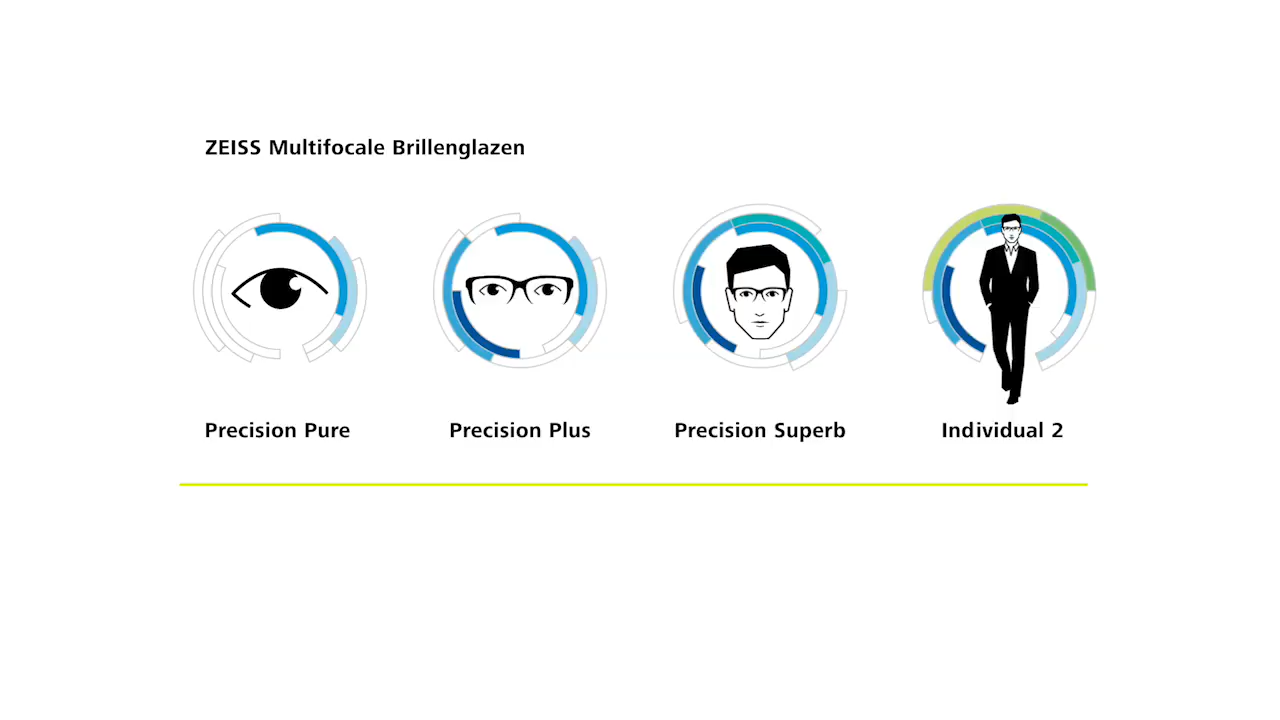 ZEISS Multifocale Brillenglazen
Precision Pure
Precision Plus
Precision Superb
Individual 2